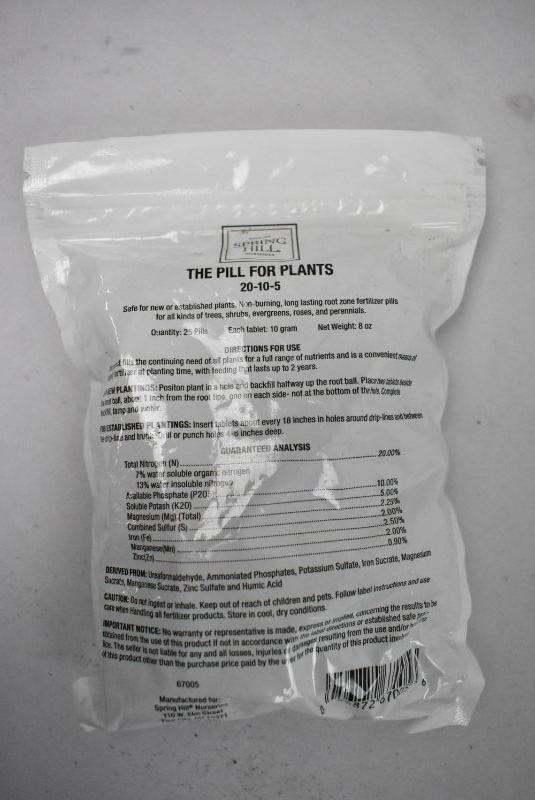 SPRING
HILL
THE PILL FOR PLANTS
20-10-5
Safe for new or established plants. Non-burning, long lasting root zone fertilizer pills
for all kinds of trees, shrubs, evergreens, roses, and perennials.
Quantity: 25 Pills Each tablet: 10 gram Net Weight: 8 oz
DIRECTIONS FOR USE
fills the continuing need of all plants for a full range of nutrients and is a convenient means of
fertilizer at planting time, with feeding that lasts up to 2 years.
NEW PLANTINGS: Positon plant in a hole and backfill halfway up the root ball. Place two tablets beside
root ball, about 1 inch from the root tips, one on each side- not at the bottom of the hole. Complete
backfill, tamp and water.
FOR ESTABLISHED PLANTINGS: Insert tablets about every 18 inches in holes around drip-lines and between
the drip-line and trunk. Drill or punch holes 4-6 inches deep.
GUARANTEED ANALYSIS
Total Nitrogen (N) 20.00%
7% water soluble organic nitrogen
13% water insoluble nitrogen
Available Phosphate (P205) 10.00%
Soluble Potash (K20) 5.00%
Magnesium (Mg) (Total) 2.25%
Combined Sulfur (S) 2.00%
Iron (Fe) 2.50%
Manganese(Mn) 2.00%
Zinc(Zn) 0.90%
DERIVED FROM: Ureaformaldehyde, Ammoniated Phosphates, Potassium Sulfate, Iron Sucrate, Magnesium
Sucrate, Manganese Sucrate, Zinc Sulfate and Humic Acid
CAUTION: Do not ingest or inhale. Keep out of reach of children and pets. Follow label instructions and use
care when Handling all fertilizer products. Store in cool, dry conditions.
IMPORTANT NOTICE: No warranty or representative is made, express or implied, concerning the results to be
obtained from the use of this product if not in accordance with the label directions or established safe
The seller is not liable for any and all losses, injuries or damages resulting from the use and/or
of this product other than the purchase price paid by the user for the quantity of this product
67005
Manufactured for:
Spring Hill® Nurseries
110 W. Elm Street